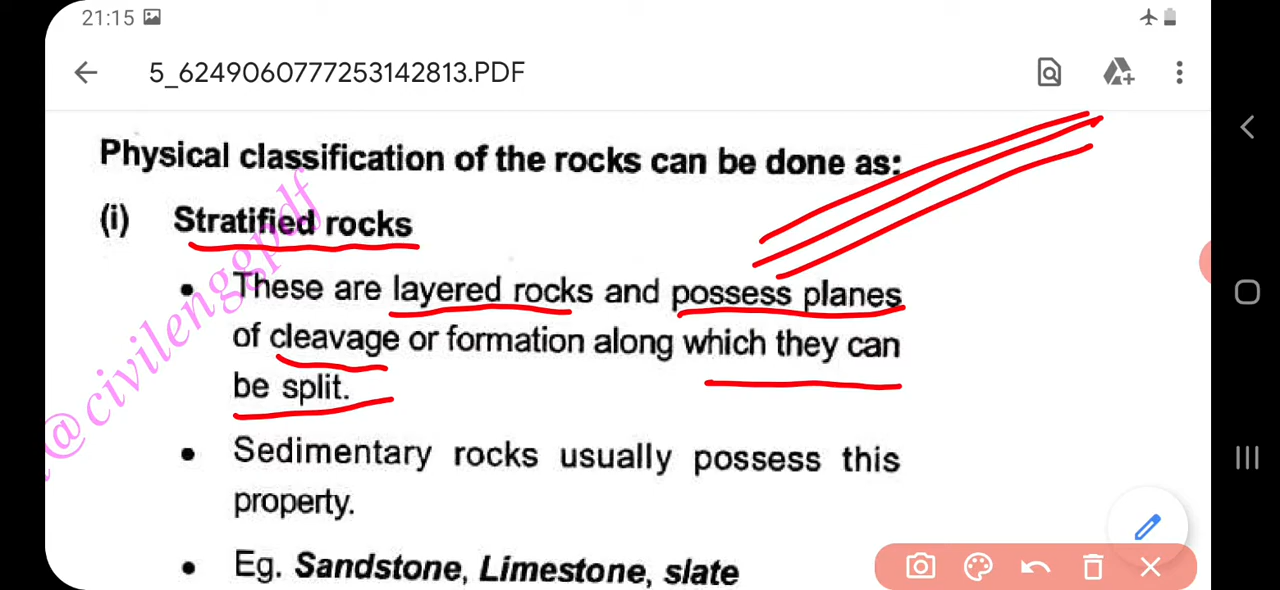 21:15
5_6249060777253142813.PDF
Physical classification of the rocks can be done as:
(i) Stratified rocks
• These are layered rocks and possess planes
of cleavage or formation along which they can
be split.
• Sedimentary rocks usually possess this
property.
• Eg. Sandstone, Limestone, slate
@civilenggpdf